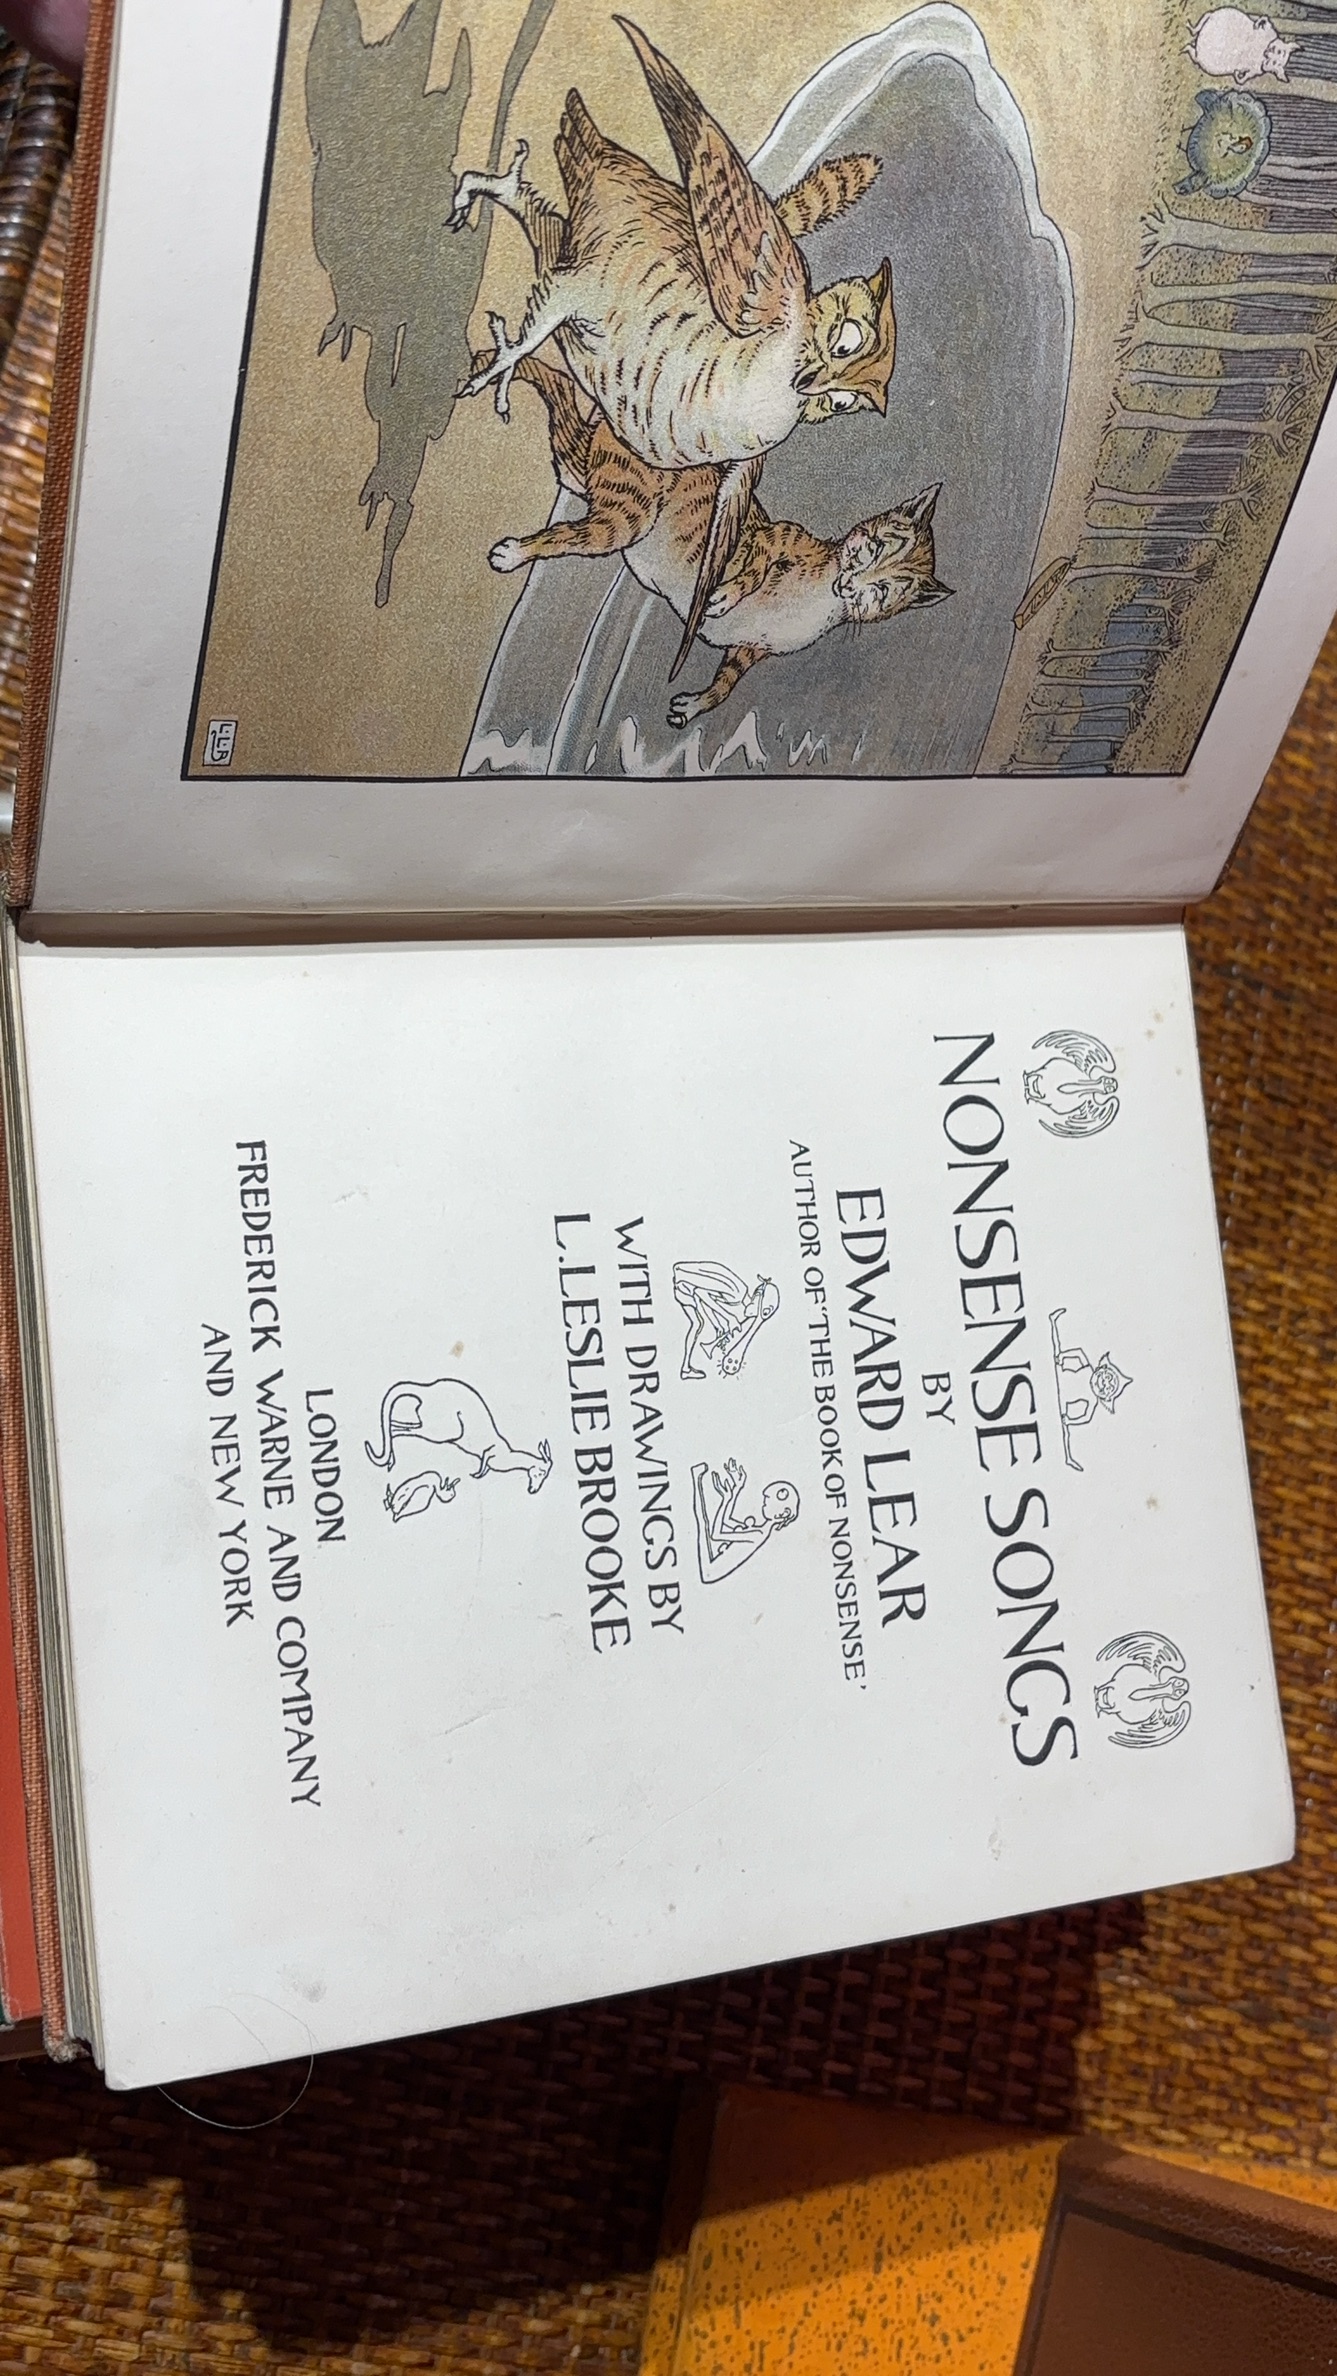 L.L.B
NONSENSE SONGS
BY
EDWARD LEAR
AUTHOR OF 'THE BOOK OF NONSENSE'
WITH DRAWINGS BY
L. LESLIE BROOKE
LONDON
FREDERICK WARNE AND COMPANY
AND NEW YORK